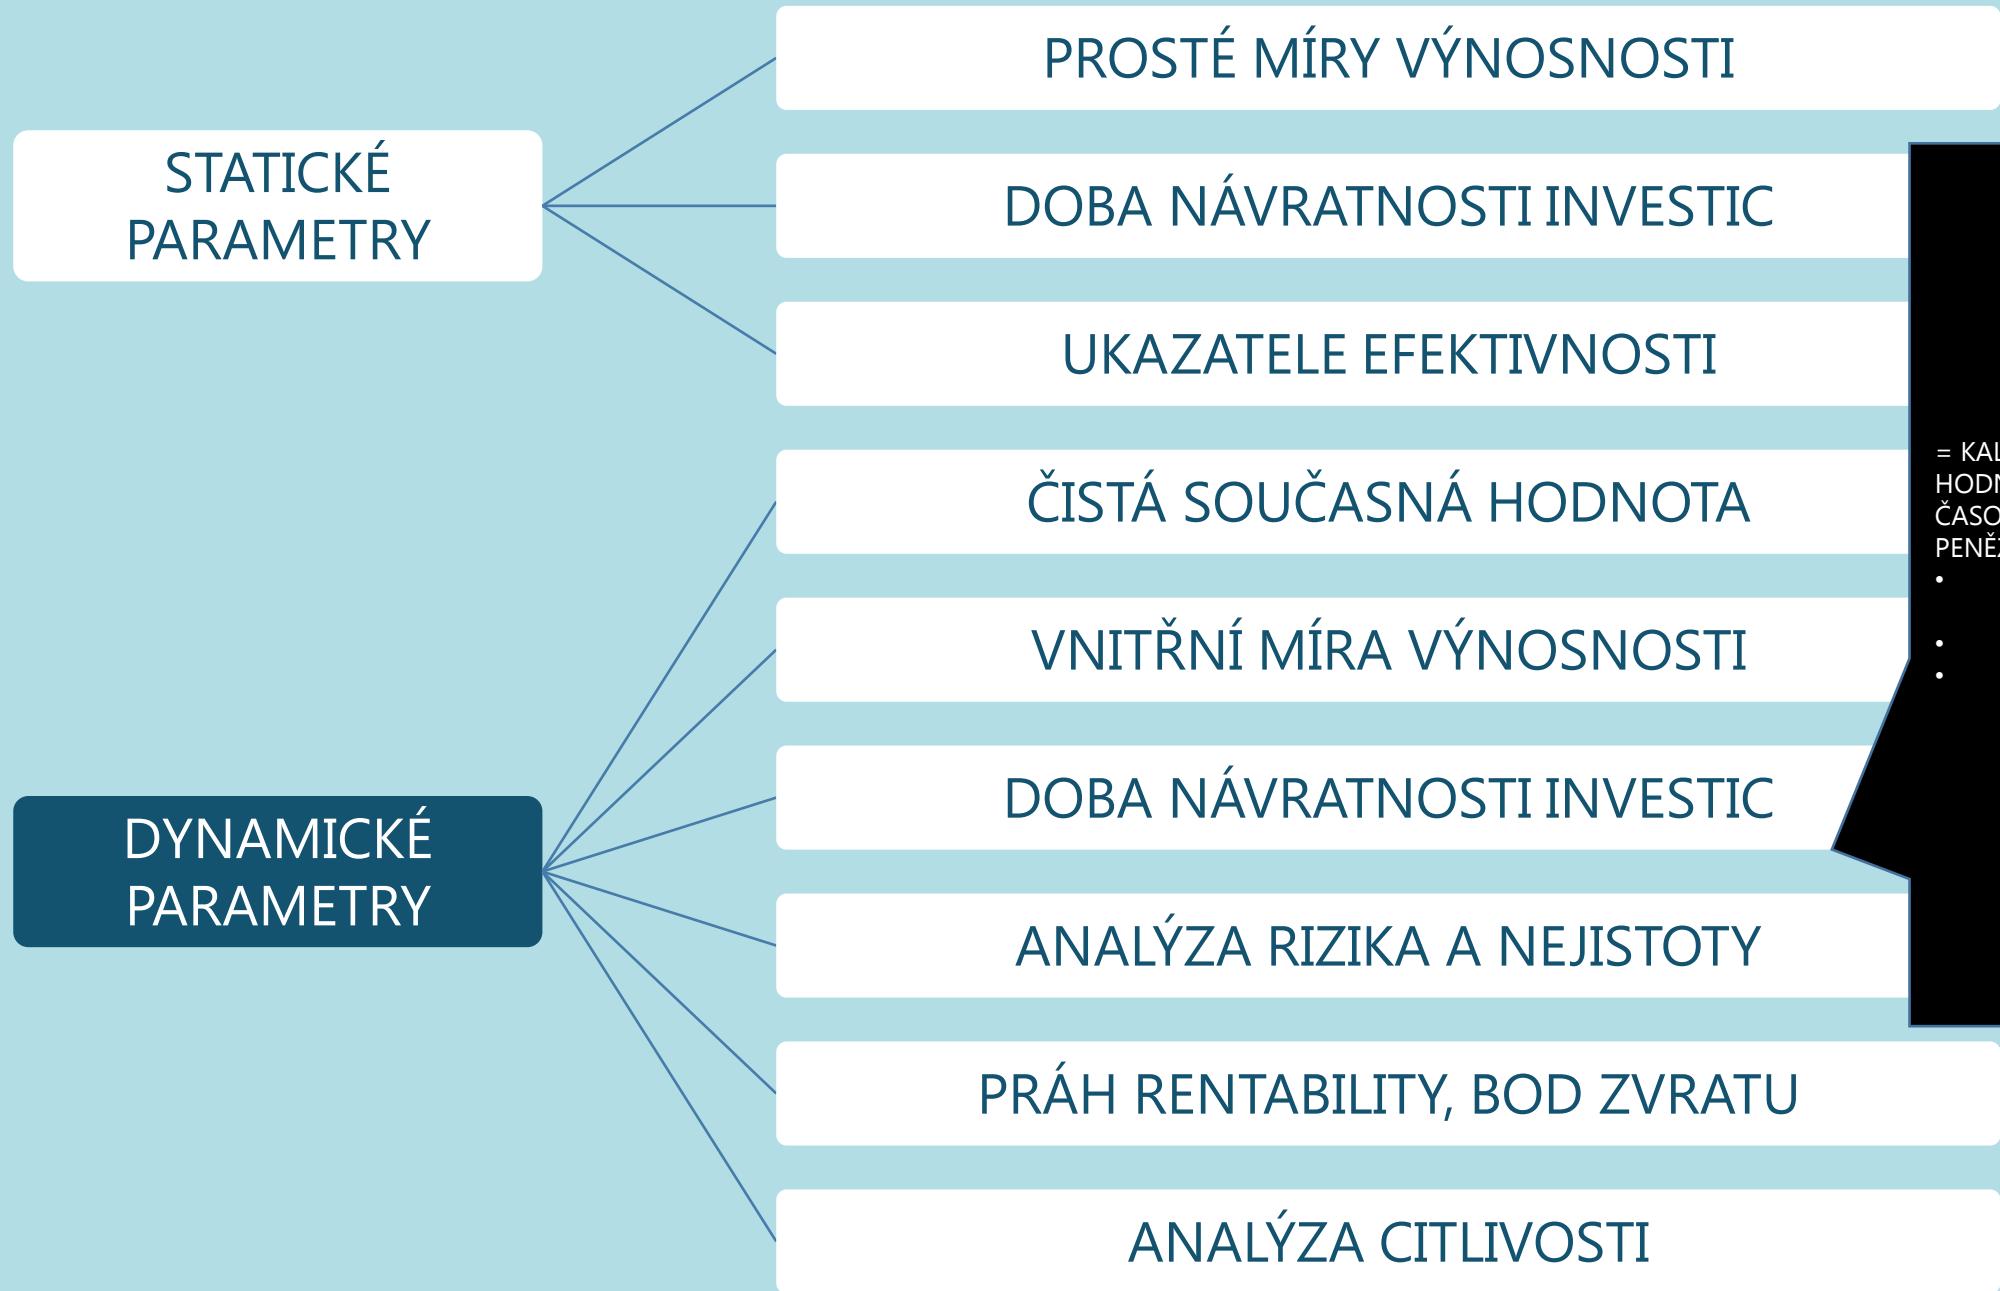 STATICKÉ
PARAMETRY
PROSTÉ MÍRY VÝNOSNOSTI
DOBA NÁVRATNOSTI INVESTIC
UKAZATELE EFEKTIVNOSTI
DYNAMICKÉ
PARAMETRY
ČISTÁ SOUČASNÁ HODNOTA
VNITŘNÍ MÍRA VÝNOSNOSTI
DOBA NÁVRATNOSTI INVESTIC
ANALÝZA RIZIKA A NEJISTOTY
PRÁH RENTABILITY, BOD ZVRATU
ANALÝZA CITLIVOSTI
=